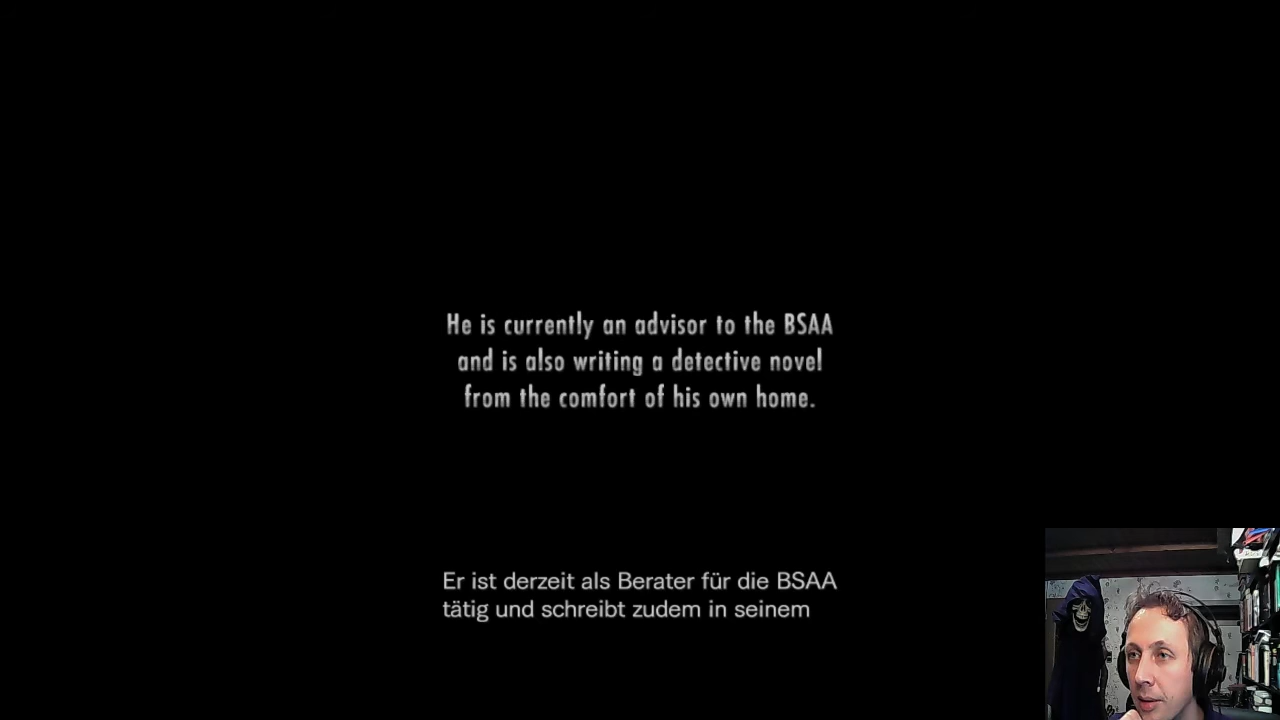 He is currently an advisor to the BSAA
and is also writing a detective novel
from the comfort of his own home.
Er ist derzeit als Berater für die BSAA
tätig und schreibt zudem in seinem